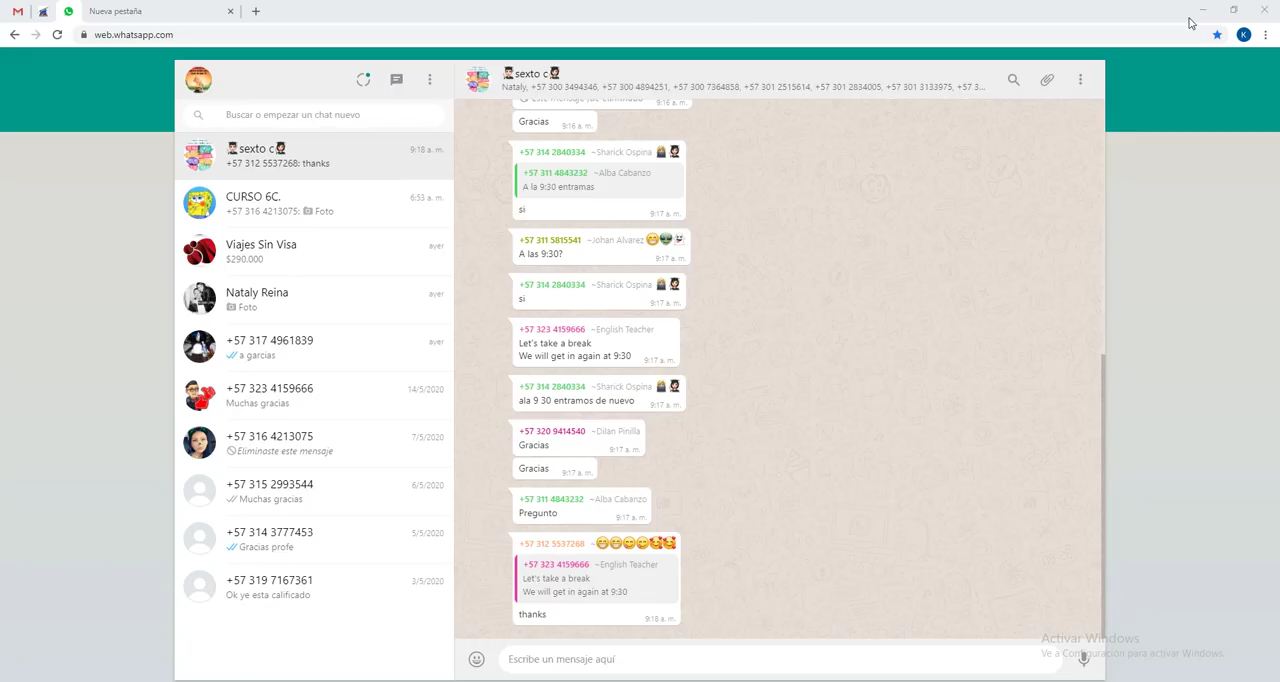 Nueva pestaña
web.whatsapp.com
K
Buscar o empezar un chat nuevo
sexto c
9:18 a. m.
+57 312 5537268: thanks
CURSO 6C.
6:53 a. m.
+57 316 4213075: Foto
Viajes Sin Visa
ayer
$290.000
Nataly Reina
ayer
Foto
+57 317 4961839
ayer
a garcias
+57 323 4159666
14/5/2020
Muchas gracias
+57 316 4213075
7/5/2020
Eliminaste este mensaje
+57 315 2993544
6/5/2020
Muchas gracias
+57 314 3777453
5/5/2020
Gracias profe
+57 319 7167361
3/5/2020
Ok ye esta calificado
sexto c
Nataly, +57 300 3494346, +57 300 4894251, +57 300 7364858, +57 301 2515614, +57 301 2834005, +57 301 3133975, +57 3...
9:16 a. m.
Gracias
9:16 a. m.
+57 314 2840334 ~Sharick Ospina
+57 311 4843232 ~Alba Cabanzo
A la 9:30 entramas
si
9:17 a. m.
+57 311 5815541 ~Johan Alvarez
A las 9:30?
9:17 a. m.
+57 314 2840334 ~Sharick Ospina
si
9:17 a. m.
+57 323 4159666 ~English Teacher
Let's take a break
We will get in again at 9:30
9:17 a. m.
+57 314 2840334 ~Sharick Ospina
ala 9 30 entramos de nuevo
9:17 a. m.
+57 320 9414540 ~Dilan Pinilla
Gracias
9:17 a. m.
Gracias
9:17 a. m.
+57 311 4843232 ~Alba Cabanzo
Pregunto
9:17 a. m.
+57 312 5537268 ~😁😁😊😊🥰🥰
+57 323 4159666 ~English Teacher
Let's take a break
We will get in again at 9:30
thanks
9:18 a. m.
Escribe un mensaje aquí
Activar Windows
Ve a Configuración para activar Windows.